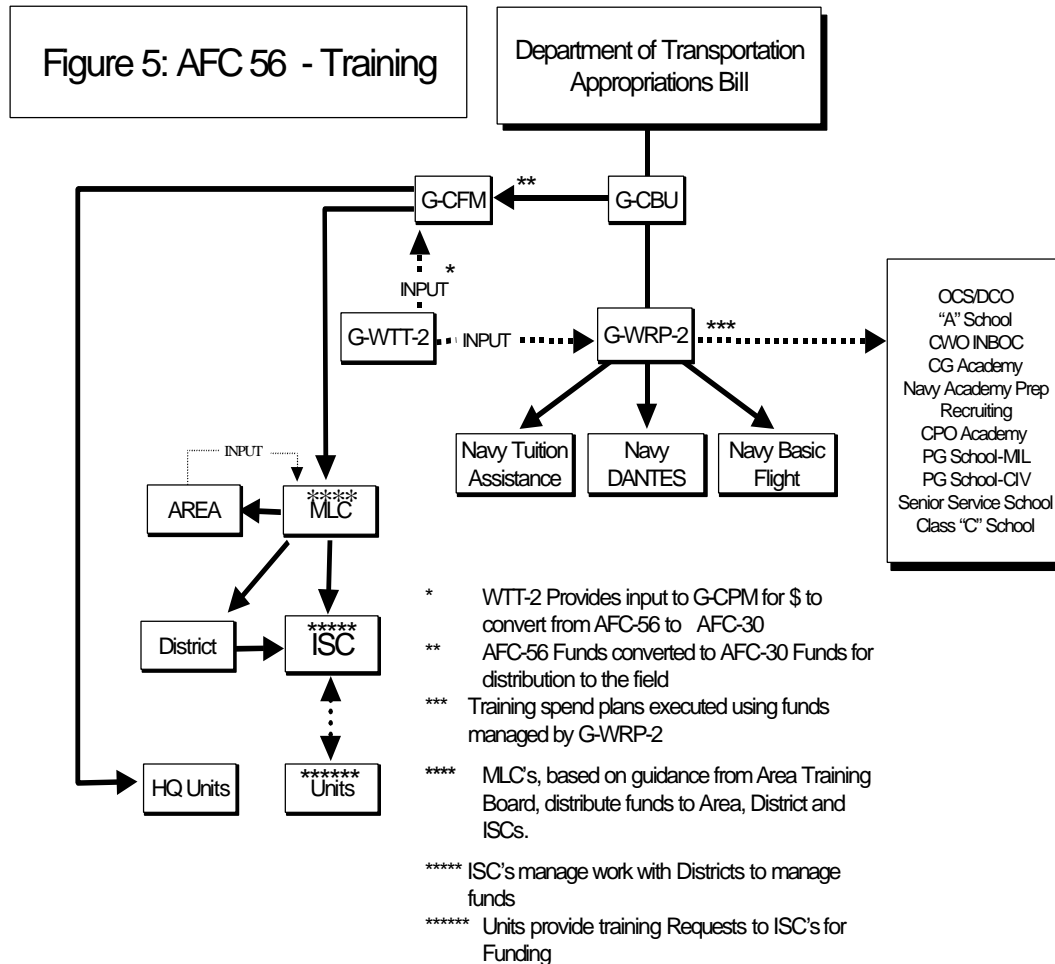 Figure 5: AFC 56 - Training
Department of Transportation
Appropriations Bill
G-CFM
**
G-CBU
INPUT *
G-WTT-2
INPUT
G-WRP-2
***
OCS/DCO
“A” School
CWO INBOC
CG Academy
Navy Academy Prep
Recruiting
CPO Academy
PG School-MIL
PG School-CIV
Senior Service School
Class “C” School
Navy Tuition
Assistance
Navy
DANTES
Navy Basic
Flight
INPUT
AREA
****
MLC
District
*****
ISC
HQ Units
******
Units
* WTT-2 Provides input to G-CPM for $ to
convert from AFC-56 to AFC-30
** AFC-56 Funds converted to AFC-30 Funds for
distribution to the field
*** Training spend plans executed using funds
managed by G-WRP-2
**** MLC's, based on guidance from Area Training
Board, distribute funds to Area, District and
ISCs.
***** ISC's manage work with Districts to manage
funds
****** Units provide training Requests to ISC's for
Funding